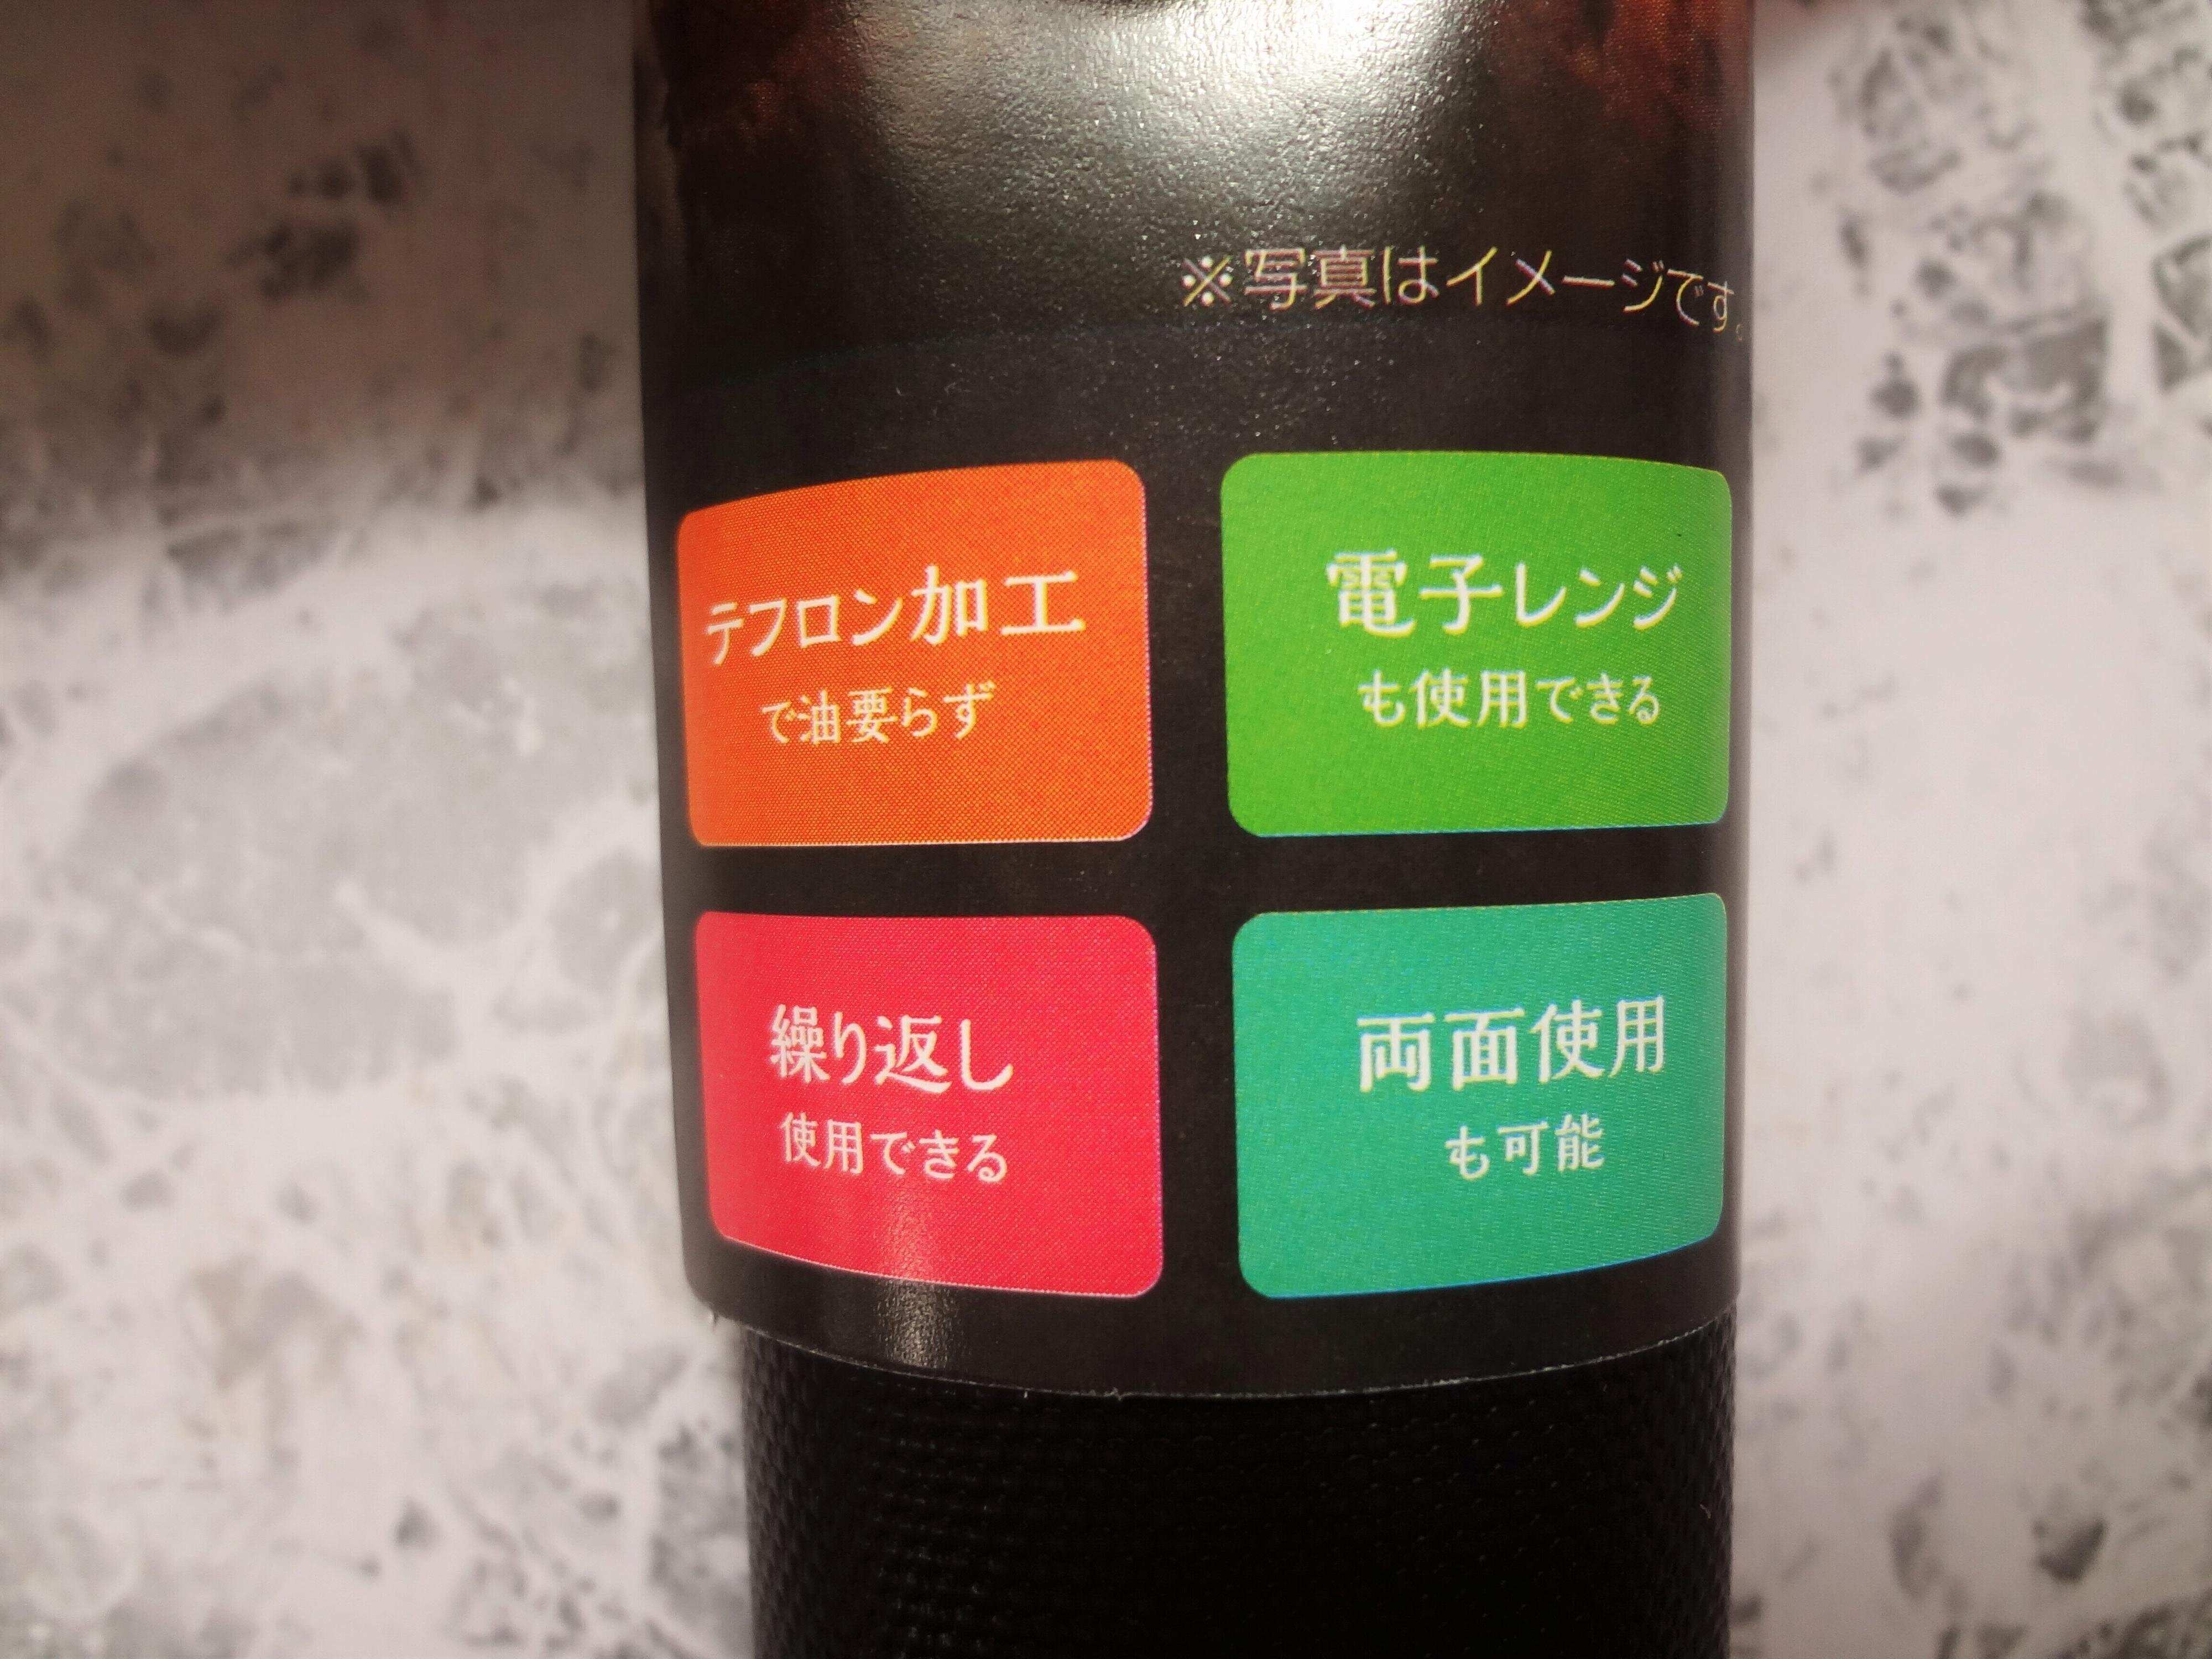 ※写真はイメージです。
テフロン加工
で油要らず
電子レンジ
も使用できる
繰り返し
使用できる
両面使用
も可能